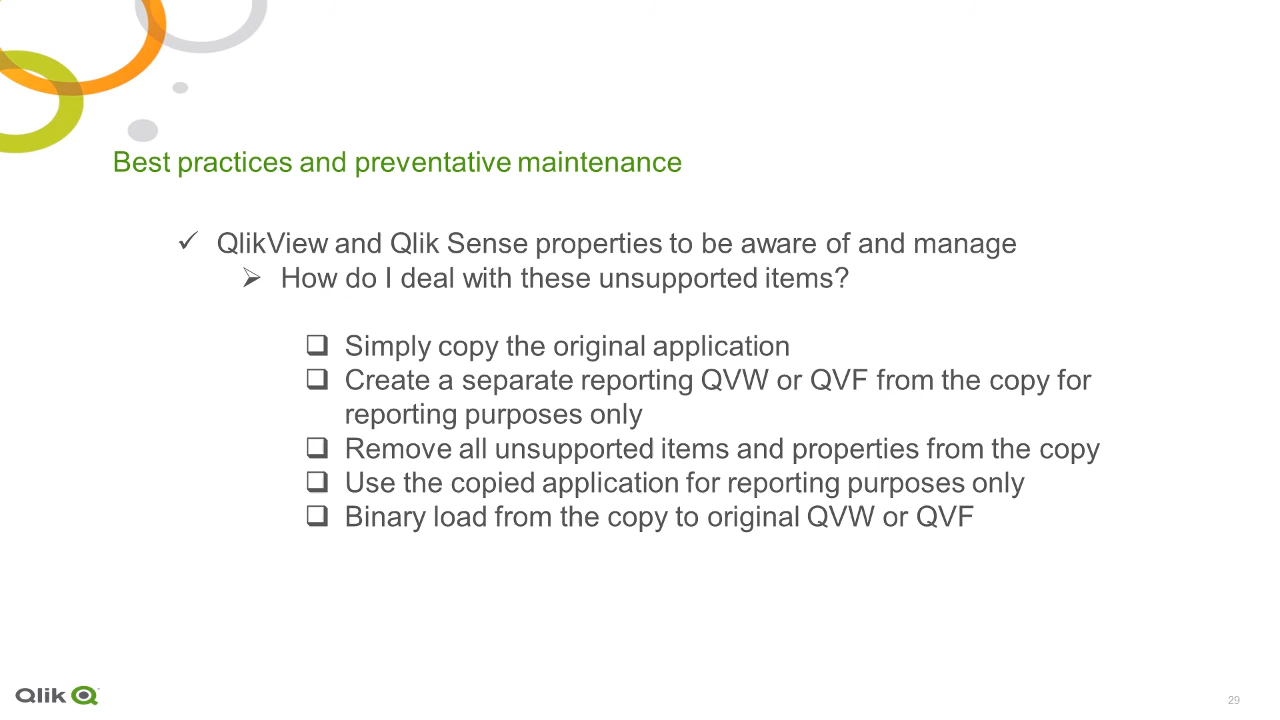 Best practices and preventative maintenance
✓ QlikView and Qlik Sense properties to be aware of and manage
➢ How do I deal with these unsupported items?
❑ Simply copy the original application
❑ Create a separate reporting QVW or QVF from the copy for
reporting purposes only
❑ Remove all unsupported items and properties from the copy
❑ Use the copied application for reporting purposes only
❑ Binary load from the copy to original QVW or QVF
Qlik
29